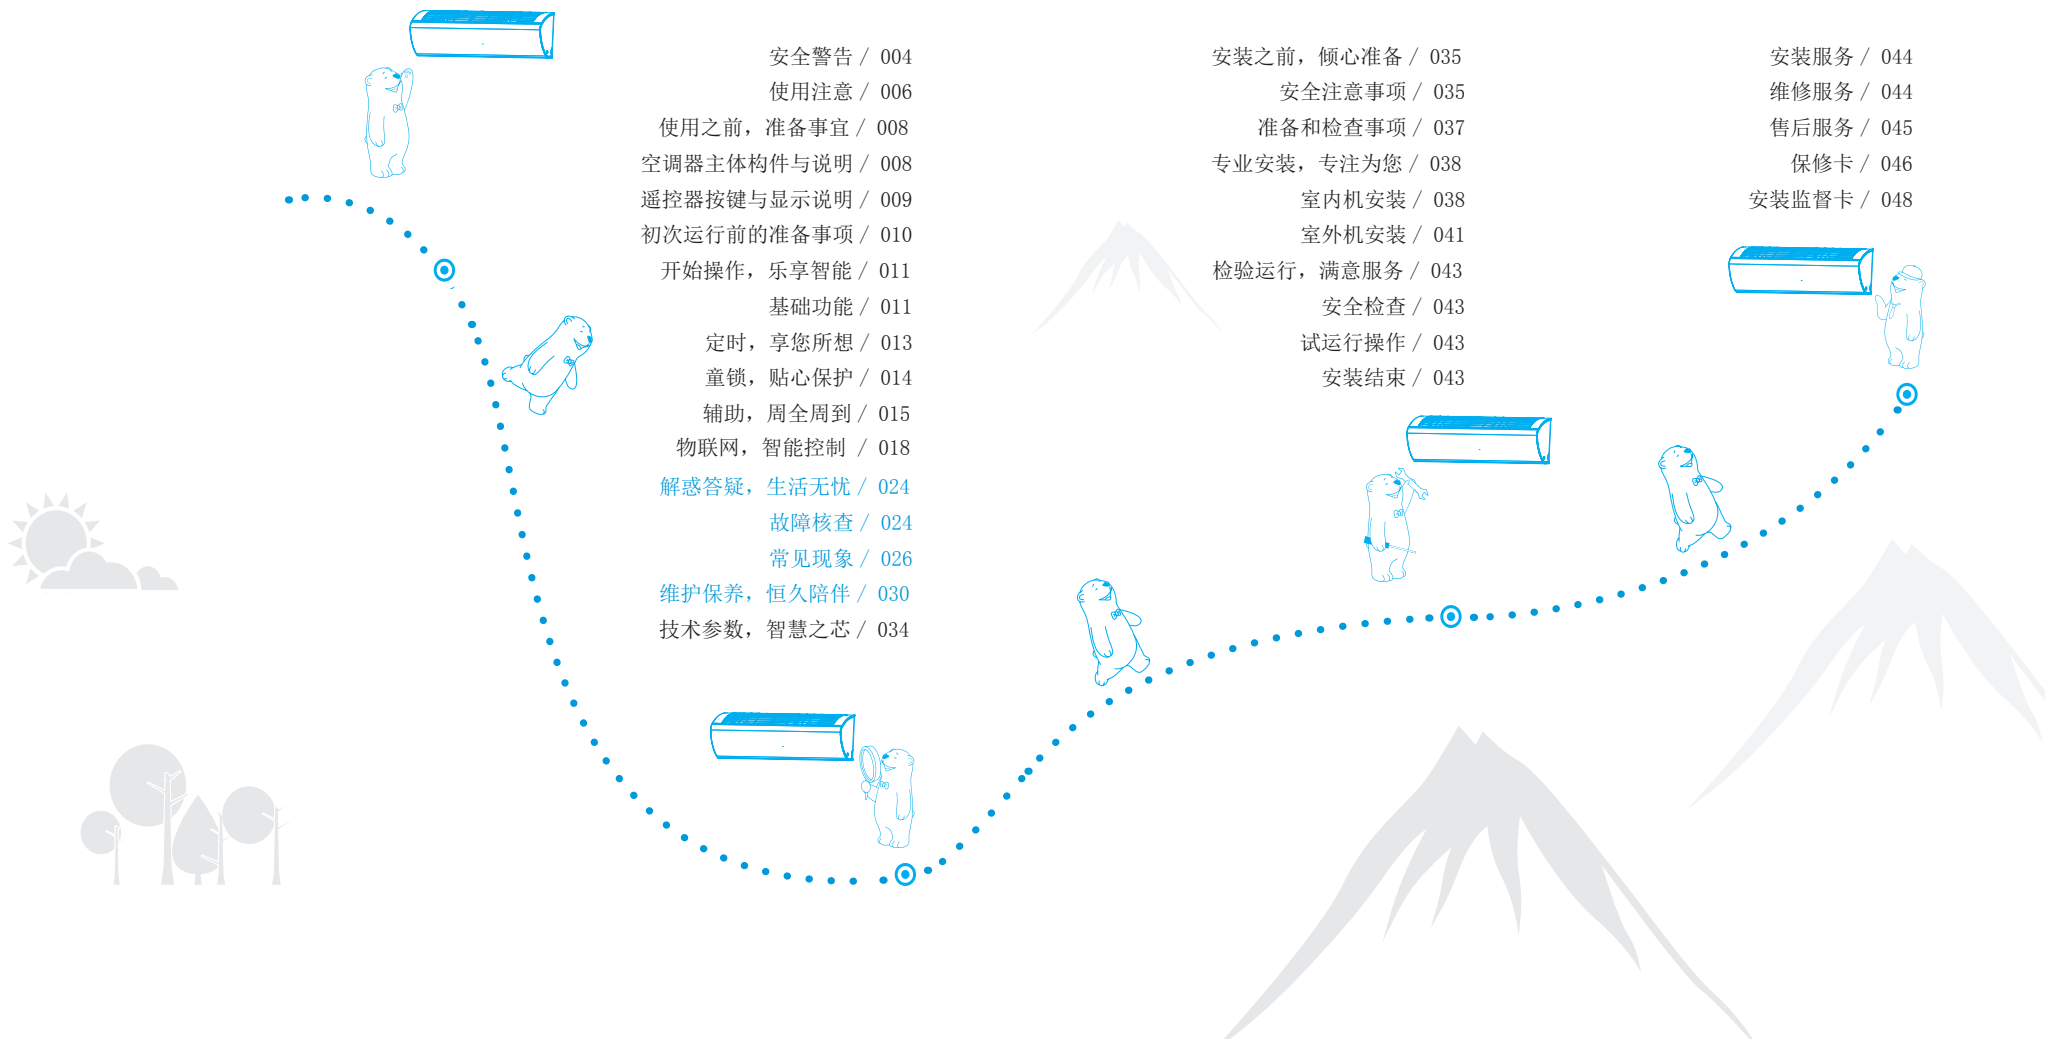 安全警告 / 004
使用注意 / 006
使用之前，准备事宜 / 008
空调器主体构件与说明 / 008
遥控器按键与显示说明 / 009
初次运行前的准备事项 / 010
开始操作，乐享智能 / 011
基础功能 / 011
定时，享您所想 / 013
童锁，贴心保护 / 014
辅助，周全周到 / 015
物联网，智能控制 / 018
解惑答疑，生活无忧 / 024
故障核查 / 024
常见现象 / 026
维护保养，恒久陪伴 / 030
技术参数，智慧之芯 / 034
安装之前，倾心准备 / 035
安全注意事项 / 035
准备和检查事项 / 037
专业安装，专注为您 / 038
室内机安装 / 038
室外机安装 / 041
检验运行，满意服务 / 043
安全检查 / 043
试运行操作 / 043
安装结束 / 043
安装服务 / 044
维修服务 / 044
售后服务 / 045
保修卡 / 046
安装监督卡 / 048